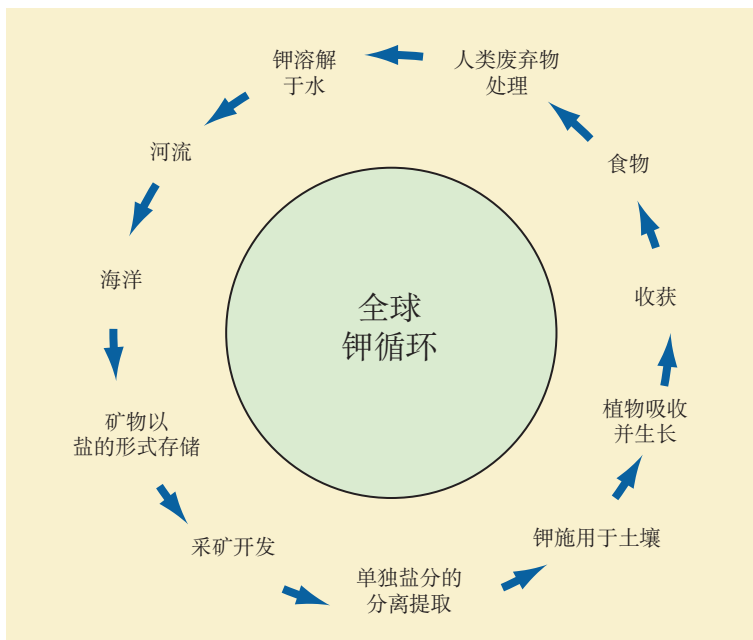 全球
钾循环
钾溶解
于水
河流
海洋
矿物以
盐的形式存储
采矿开发
单独盐分的
分离提取
钾施用于土壤
植物吸收
并生长
收获
食物
人类废弃物
处理